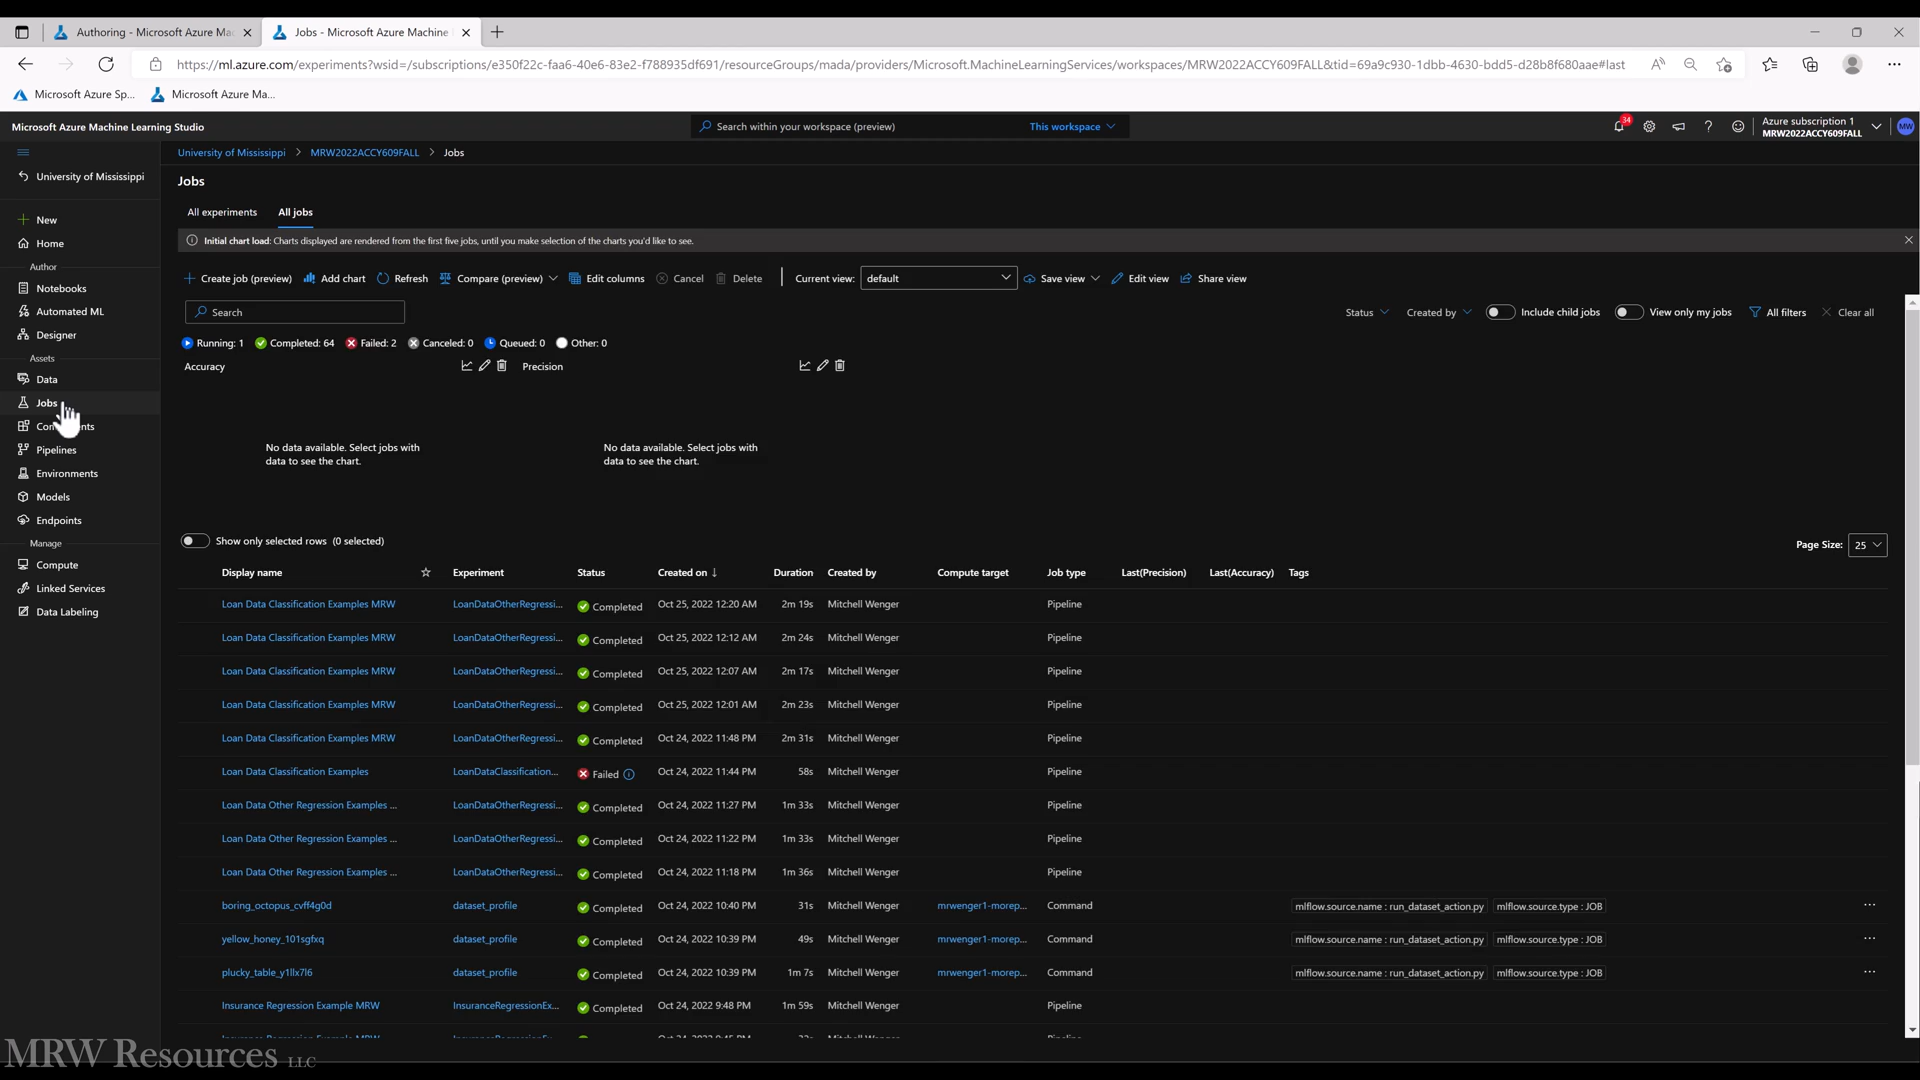 Authoring - Microsoft Azure Mac
Jobs - Microsoft Azure Machine
https://ml.azure.com/experiments?wsid=/subscriptions/e350f22c-faa6-40e6-83e2-f788935df691/resourceGroups/mada/providers/Microsoft.MachineLearningServices/workspaces/MRW2022ACCY609FALL&tid=69a9c930-1dbb-4630-bdd5-d28b8f680aae#last
Microsoft Azure Sp... Microsoft Azure Ma...
Microsoft Azure Machine Learning Studio
Search within your workspace (preview) This workspace
34
Azure subscription 1
MRW2022ACCY609FALL
MW
University of Mississippi > MRW2022ACCY609FALL > Jobs
University of Mississippi
New
Home
Author
Notebooks
Automated ML
Designer
Assets
Data
Jobs
Pipelines
Environments
Models
Endpoints
Manage
Compute
Linked Services
Data Labeling
Jobs
All experiments All jobs
Initial chart load: Charts displayed are rendered from the first five jobs, until you make selection of the charts you'd like to see.
Create job (preview) Add chart Refresh Compare (preview) Edit columns Cancel Delete Current view: default Save view Edit view Share view
Search Status Created by Include child jobs View only my jobs All filters Clear all
Running: 1 Completed: 64 Failed: 2 Canceled: 0 Queued: 0 Other: 0
Accuracy Precision
No data available. Select jobs with data to see the chart.
No data available. Select jobs with data to see the chart.
Show only selected rows (0 selected) Page Size: 25
Display name Experiment Status Created on ↓ Duration Created by Compute target Job type Last(Precision) Last(Accuracy) Tags
Loan Data Classification Examples MRW LoanDataOtherRegressi... Completed Oct 25, 2022 12:20 AM 2m 19s Mitchell Wenger Pipeline
Loan Data Classification Examples MRW LoanDataOtherRegressi... Completed Oct 25, 2022 12:12 AM 2m 24s Mitchell Wenger Pipeline
Loan Data Classification Examples MRW LoanDataOtherRegressi... Completed Oct 25, 2022 12:07 AM 2m 17s Mitchell Wenger Pipeline
Loan Data Classification Examples MRW LoanDataOtherRegressi... Completed Oct 25, 2022 12:01 AM 2m 23s Mitchell Wenger Pipeline
Loan Data Classification Examples MRW LoanDataOtherRegressi... Completed Oct 24, 2022 11:48 PM 2m 31s Mitchell Wenger Pipeline
Loan Data Classification Examples LoanDataClassification... Failed Oct 24, 2022 11:44 PM 58s Mitchell Wenger Pipeline
Loan Data Other Regression Examples ... LoanDataOtherRegressi... Completed Oct 24, 2022 11:27 PM 1m 33s Mitchell Wenger Pipeline
Loan Data Other Regression Examples ... LoanDataOtherRegressi... Completed Oct 24, 2022 11:22 PM 1m 33s Mitchell Wenger Pipeline
Loan Data Other Regression Examples ... LoanDataOtherRegressi... Completed Oct 24, 2022 11:18 PM 1m 36s Mitchell Wenger Pipeline
boring_octopus_cvff4g0d dataset_profile Completed Oct 24, 2022 10:40 PM 31s Mitchell Wenger mrwenger1-morep... Command mlflow.source.name : run_dataset_action.py mlflow.source.type : JOB
yellow_honey_101sgfxq dataset_profile Completed Oct 24, 2022 10:39 PM 49s Mitchell Wenger mrwenger1-morep... Command mlflow.source.name : run_dataset_action.py mlflow.source.type : JOB
plucky_table_y1llx7l6 dataset_profile Completed Oct 24, 2022 10:39 PM 1m 7s Mitchell Wenger mrwenger1-morep... Command mlflow.source.name : run_dataset_action.py mlflow.source.type : JOB
Insurance Regression Example MRW InsuranceRegressionEx... Completed Oct 24, 2022 9:48 PM 1m 59s Mitchell Wenger Pipeline
MRW Resources LLC